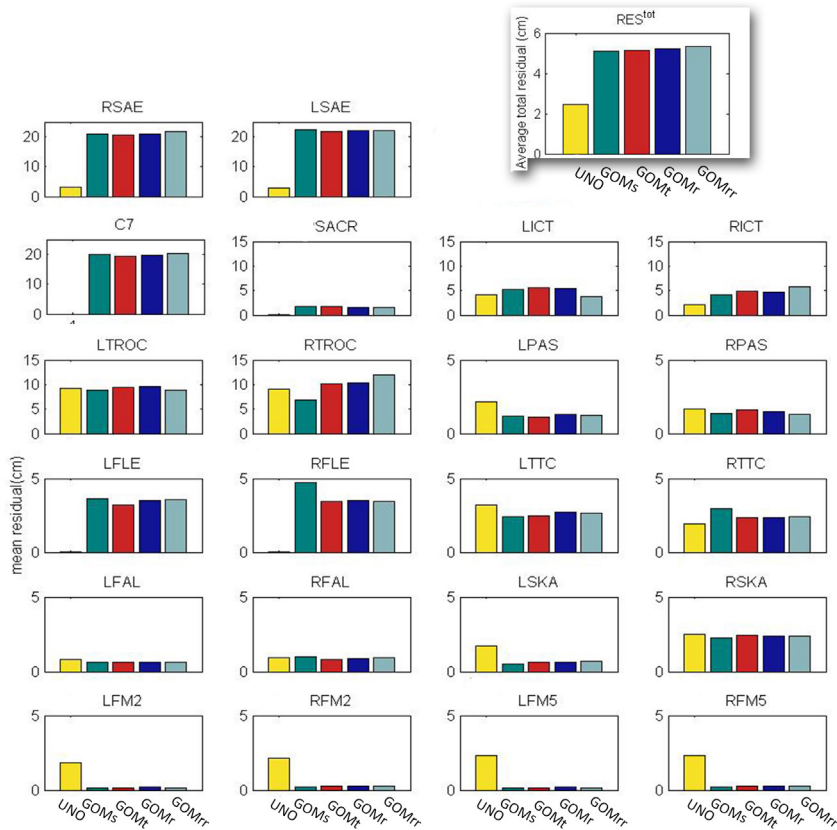 RES^tot
Average total residual (cm)
6
4
2
0
UNO GOMs GOMt GOMr GOMrr
RSAE LSAE
20 20
10 10
0 0
C7 SACR LICT RICT
20 15 15 15
10 10 10 10
0 5 5 5
0 0 0
LTROC RTROC LPAS RPAS
15 15 5 5
10 10
5 5
0 0 0 0
mean residual(cm)
LFLE RFLE LTTC RTTC
5 5 5 5
0 0 0 0
LFAL RFAL LSKA RSKA
5 5 5 5
0 0 0 0
LFM2 RFM2 LFM5 RFM5
5 5 5 5
0 0 0 0
UNO GOMs GOMt GOMr GOMrr UNO GOMs GOMt GOMr GOMrr UNO GOMs GOMt GOMr GOMrr UNO GOMs GOMt GOMr GOMrr